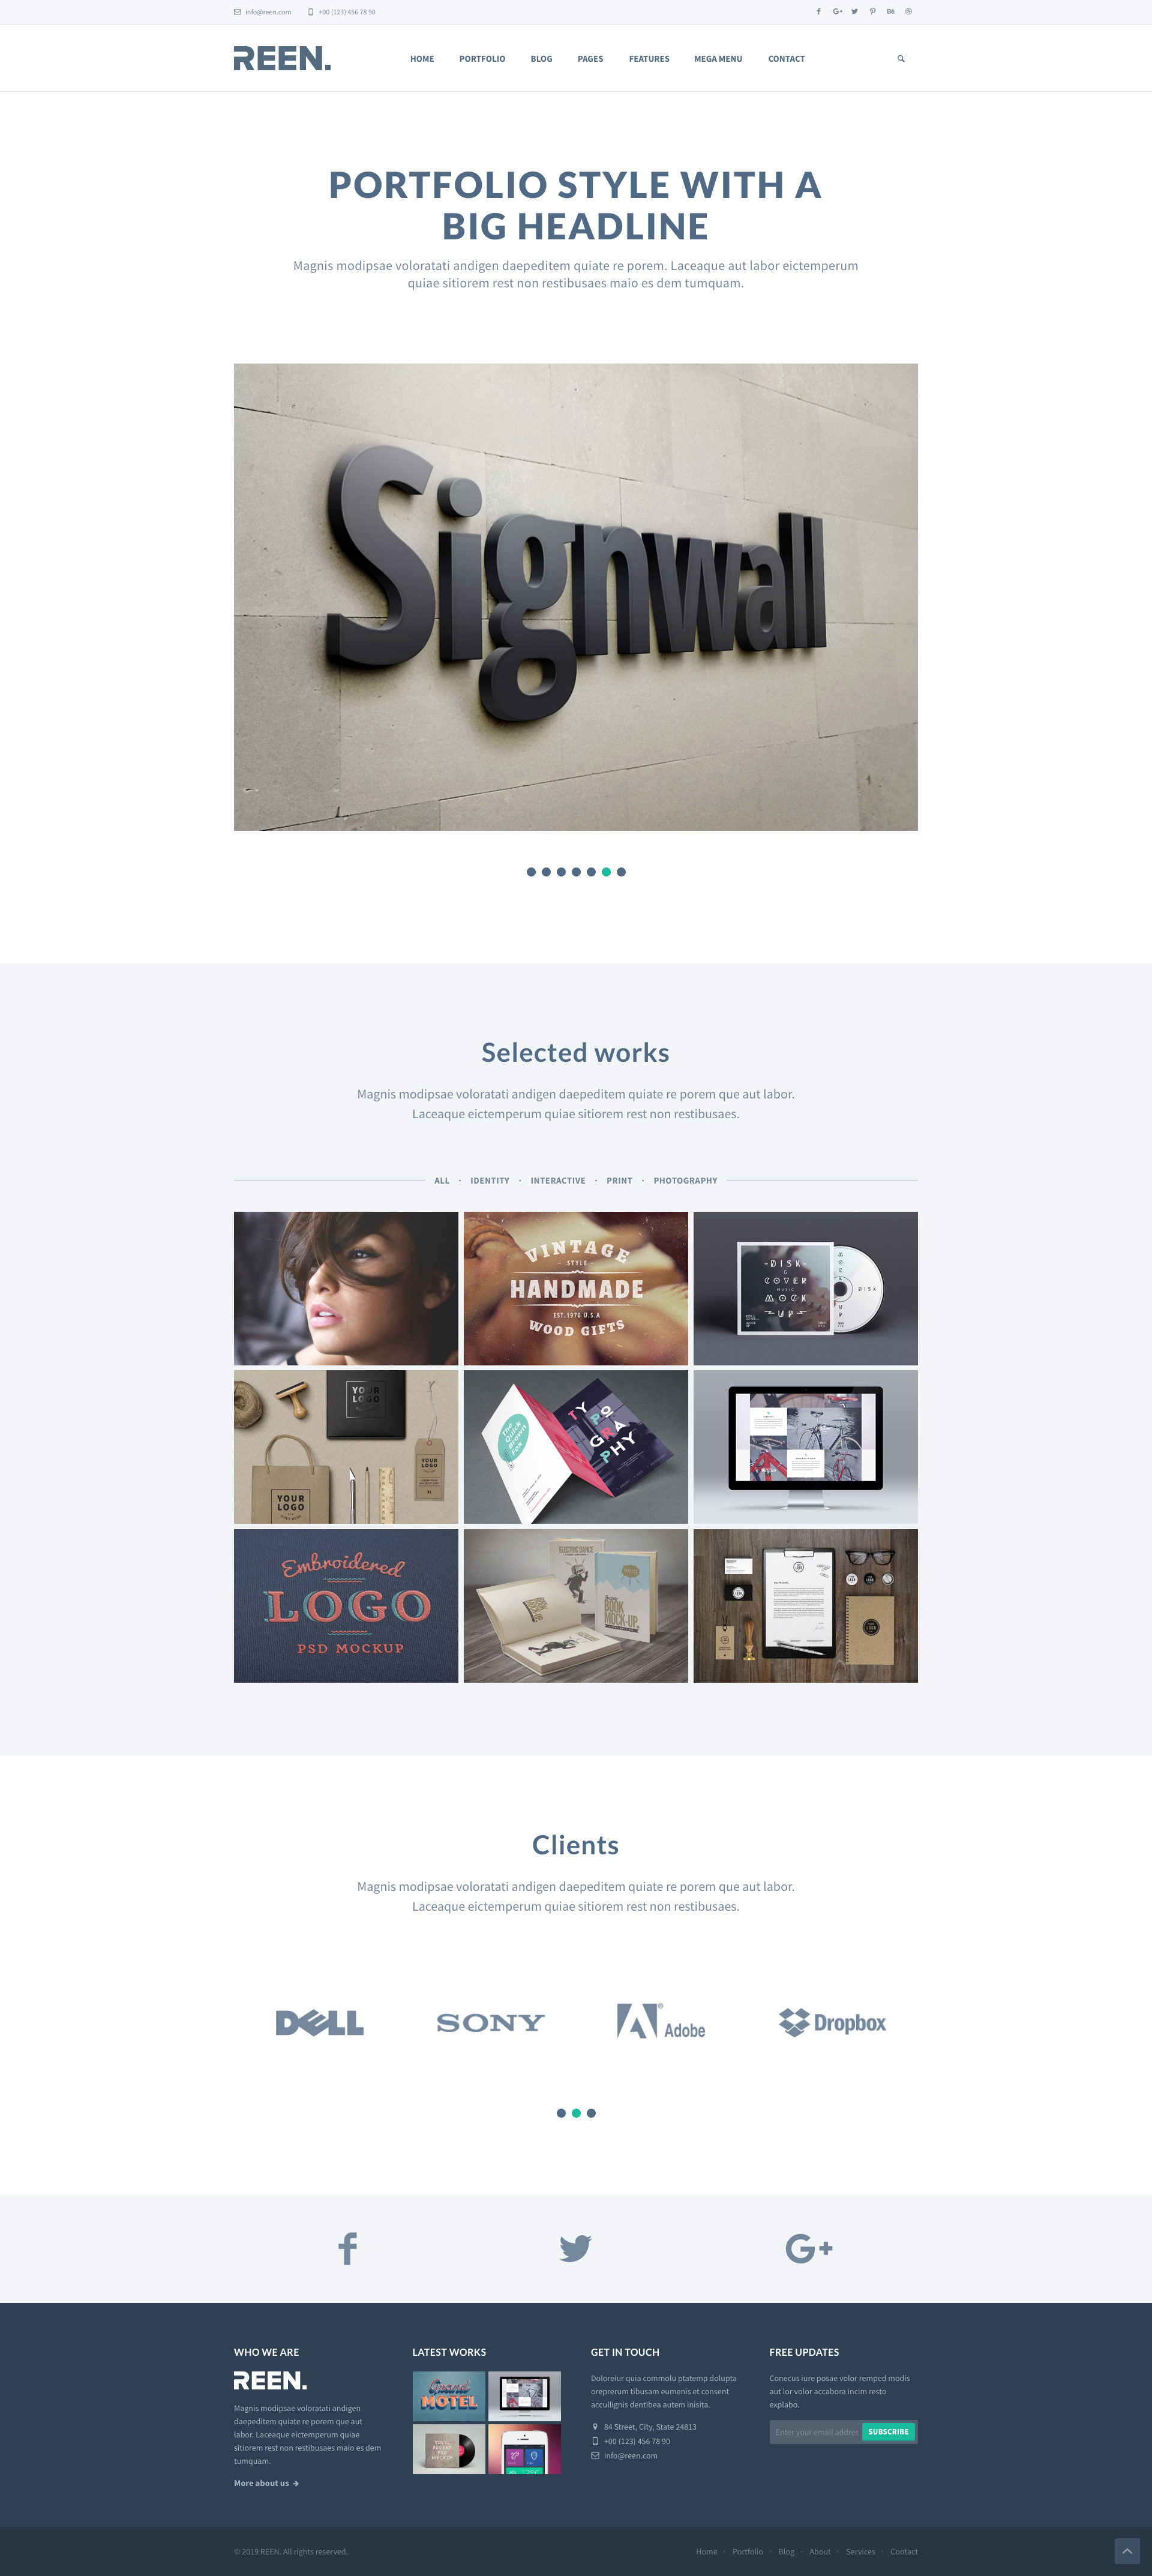 info@reen.com +00 (123) 456 78 90
REEN. HOME PORTFOLIO BLOG PAGES FEATURES MEGA MENU CONTACT
PORTFOLIO STYLE WITH A
BIG HEADLINE
Magnis modipsae voloratati andigen daepeditem quiate re porem. Laceaque aut labor eictemperum
quiae sitiorem rest non restibusaes maio es dem tumquam.
Signwall
Selected works
Magnis modipsae voloratati andigen daepeditem quiate re porem que aut labor.
Laceaque eictemperum quiae sitiorem rest non restibusaes.
ALL · IDENTITY · INTERACTIVE · PRINT · PHOTOGRAPHY
VINTAGE
- STYLE -
HANDMADE
EST.1970 U.S.A
WOOD GIFTS
-DISK-
&
COVER
MUSIC
MOCK
-UP-
DISK
YOUR
LOGO
YOUR
LOGO
YOUR
LOGO
The
Quick
Brown
Fox
TYPOGRAPHY
Embroidered
LOGO
PSD MOCKUP
ELECTRIC DANCE
BOOK
MOCK-UP
Clients
Magnis modipsae voloratati andigen daepeditem quiate re porem que aut labor.
Laceaque eictemperum quiae sitiorem rest non restibusaes.
DELL SONY Adobe Dropbox
WHO WE ARE
REEN.
Magnis modipsae voloratati andigen
daepeditem quiate re porem que aut
labor. Laceaque eictemperum quiae
sitiorem rest non restibusaes maio es dem
tumquam.
More about us
LATEST WORKS
Grand
MOTEL
GET IN TOUCH
Doloreiur quia commolu ptatemp dolupta
oreprerum tibusam eumenis et consent
accullignis dentibea autem inisita.
84 Street, City, State 24813
+00 (123) 456 78 90
info@reen.com
FREE UPDATES
Conecus iure posae volor remped modis
aut lor volor accabora incim resto
explabo.
Enter your email addres SUBSCRIBE
© 2019 REEN. All rights reserved.
Home · Portfolio · Blog · About · Services · Contact